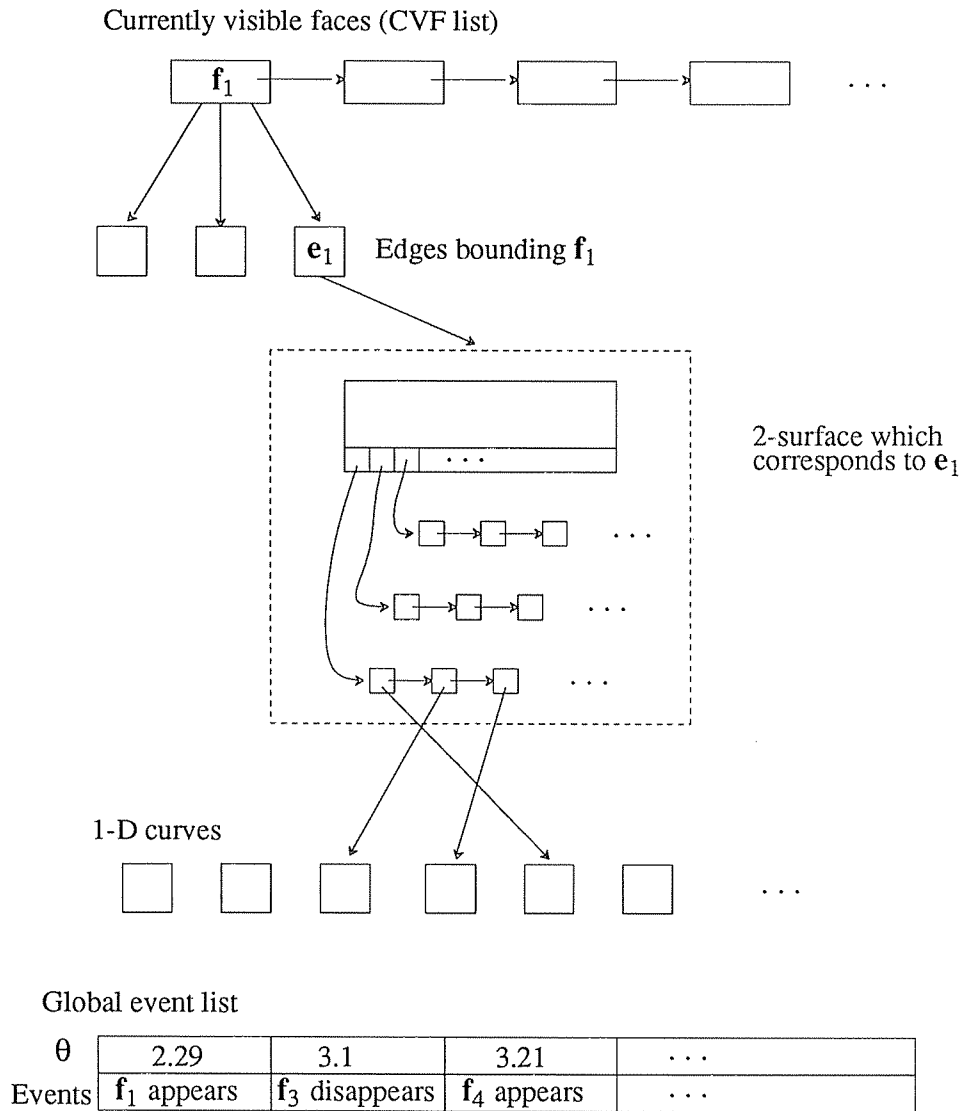 Currently visible faces (CVF list)
f₁
. . .
e₁ Edges bounding f₁
. . .
2-surface which
corresponds to e₁
. . .
. . .
. . .
1-D curves
. . .
Global event list
θ 2.29 3.1 3.21 . . .
Events f₁ appears f₃ disappears f₄ appears . . .